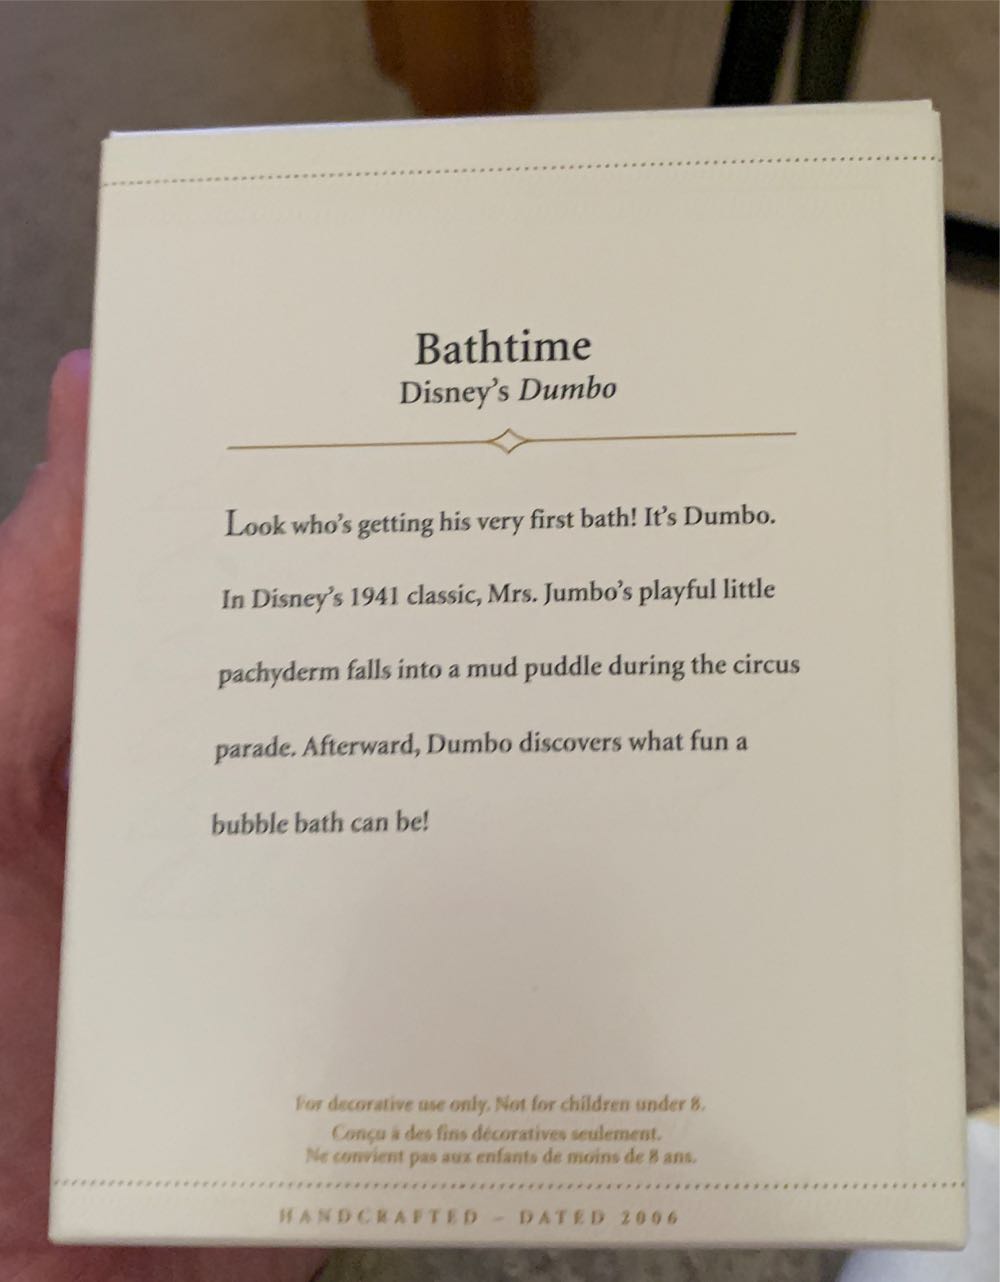 Bathtime
Disney's Dumbo
Look who's getting his very first bath! It's Dumbo.
In Disney's 1941 classic, Mrs. Jumbo's playful little
pachyderm falls into a mud puddle during the circus
parade. Afterward, Dumbo discovers what fun a
bubble bath can be!
For decorative use only. Not for children under 8.
Conçu à des fins décoratives seulement.
Ne convient pas aux enfants de moins de 8 ans.
HANDCRAFTED – DATED 2006